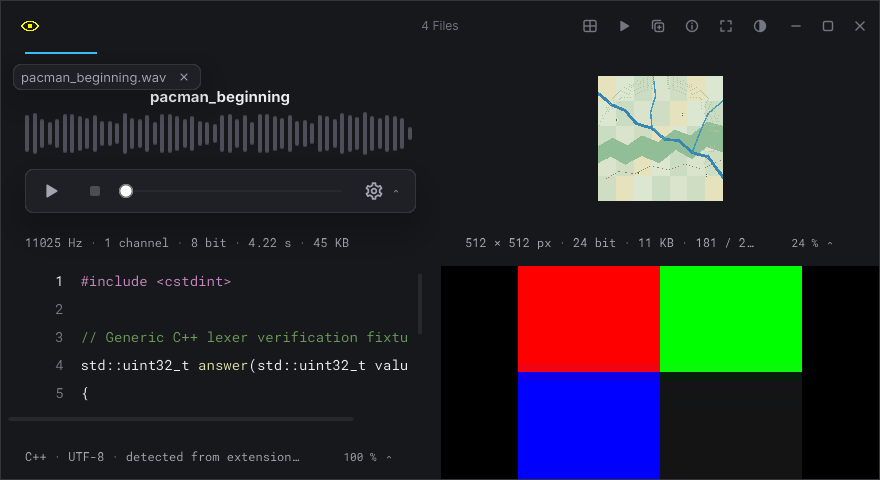 4 Files
pacman_beginning.wav
pacman_beginning
11025 Hz · 1 channel · 8 bit · 4.22 s · 45 KB
512 × 512 px · 24 bit · 11 KB · 181 / 2…
24 %
1 #include <cstdint>
2
3 // Generic C++ lexer verification fixtu
4 std::uint32_t answer(std::uint32_t valu
5 {
C++ · UTF-8 · detected from extension…
100 %